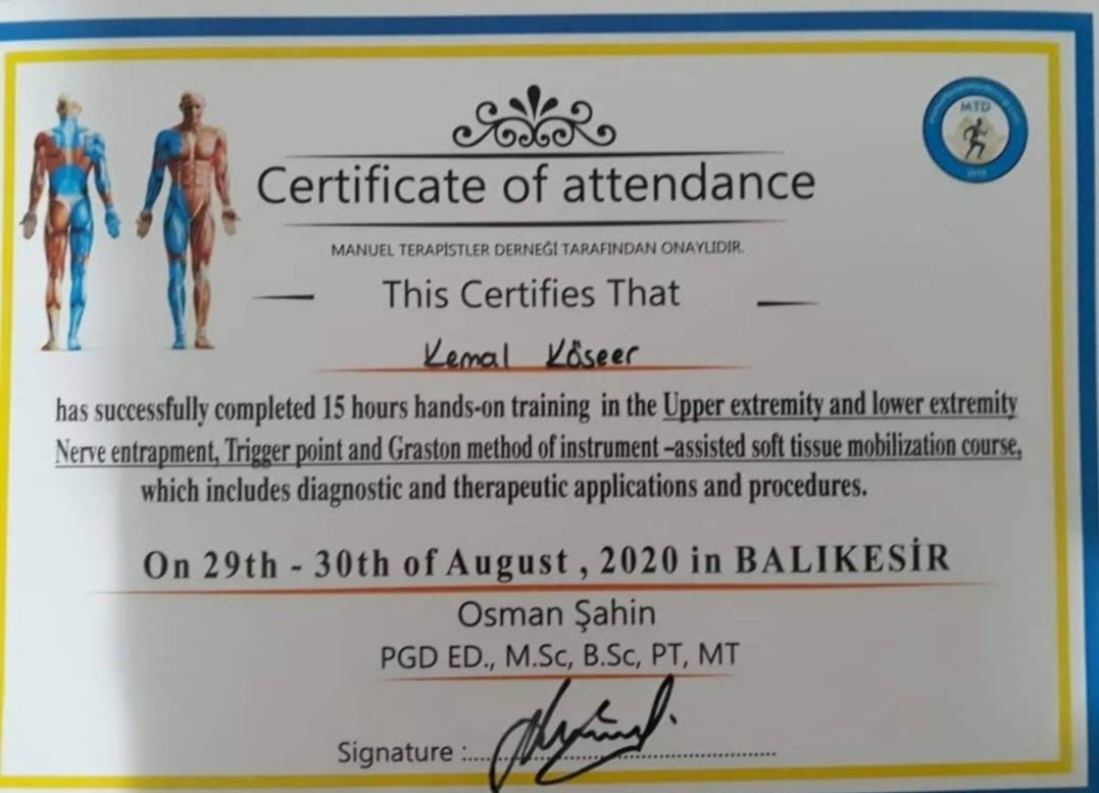 MTD
Certificate of attendance
MANUEL TERAPİSTLER DERNEĞİ TARAFINDAN ONAYLIDIR.
This Certifies That
Kemal Köseer
has successfully completed 15 hours hands-on training in the Upper extremity and lower extremity
Nerve entrapment, Trigger point and Graston method of instrument –assisted soft tissue mobilization course,
which includes diagnostic and therapeutic applications and procedures.
On 29th - 30th of August , 2020 in BALIKESİR
Osman Şahin
PGD ED., M.Sc, B.Sc, PT, MT
Signature :